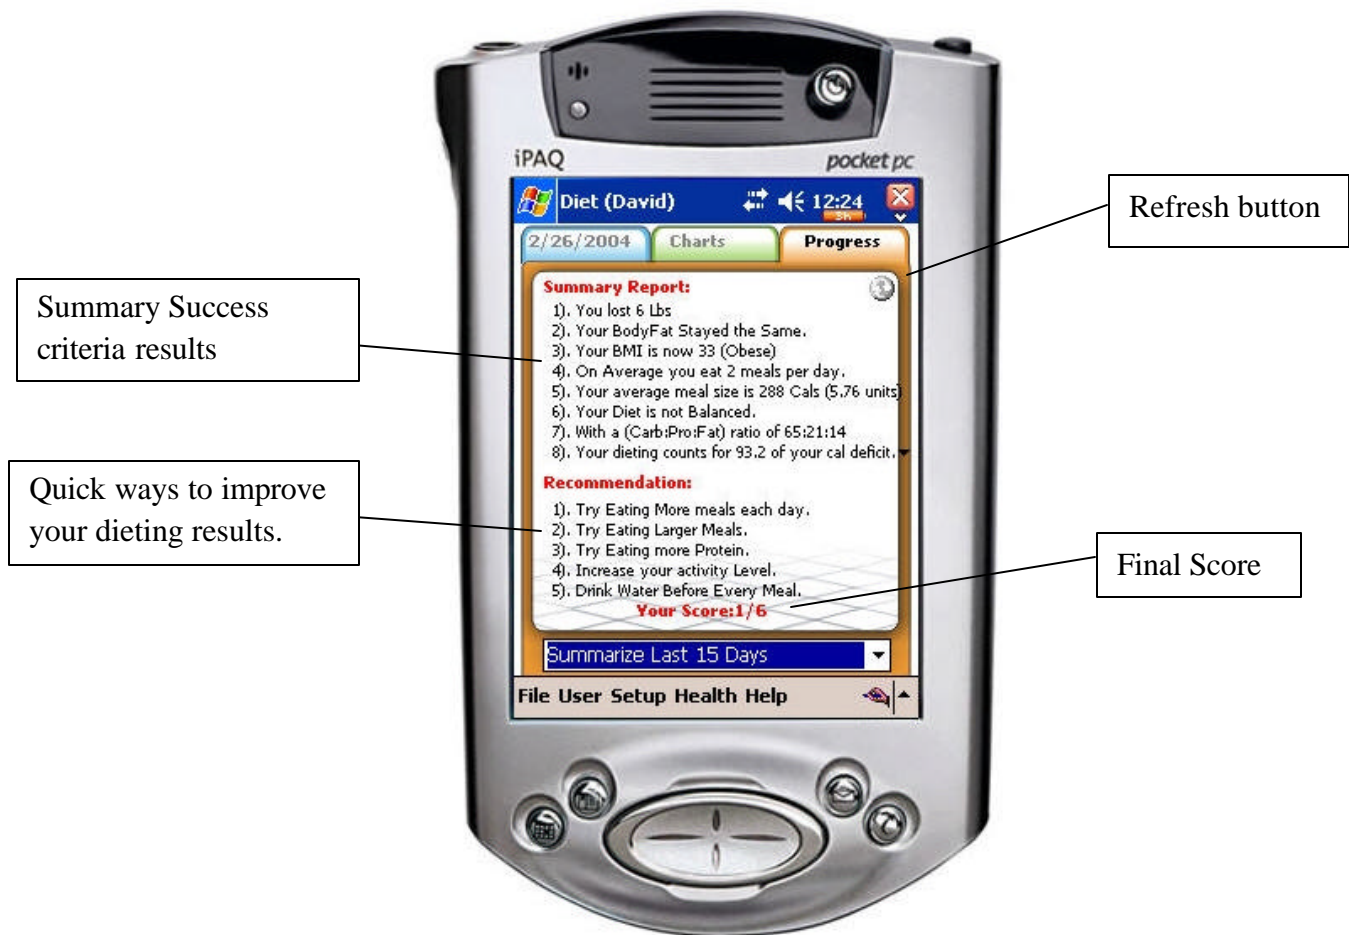 iPAQ
pocket pc
Diet (David)
12:24
3h
2/26/2004
Charts
Progress
Summary Report:
1). You lost 6 Lbs
2). Your BodyFat Stayed the Same.
3). Your BMI is now 33 (Obese)
4). On Average you eat 2 meals per day.
5). Your average meal size is 288 Cals (5.76 units)
6). Your Diet is not Balanced.
7). With a (Carb:Pro:Fat) ratio of 65:21:14
8). Your dieting counts for 93.2 of your cal deficit.
Recommendation:
1). Try Eating More meals each day.
2). Try Eating Larger Meals.
3). Try Eating more Protein.
4). Increase your activity Level.
5). Drink Water Before Every Meal.
Your Score:1/6
Summarize Last 15 Days
File User Setup Health Help
Summary Success
criteria results
Quick ways to improve
your dieting results.
Refresh button
Final Score